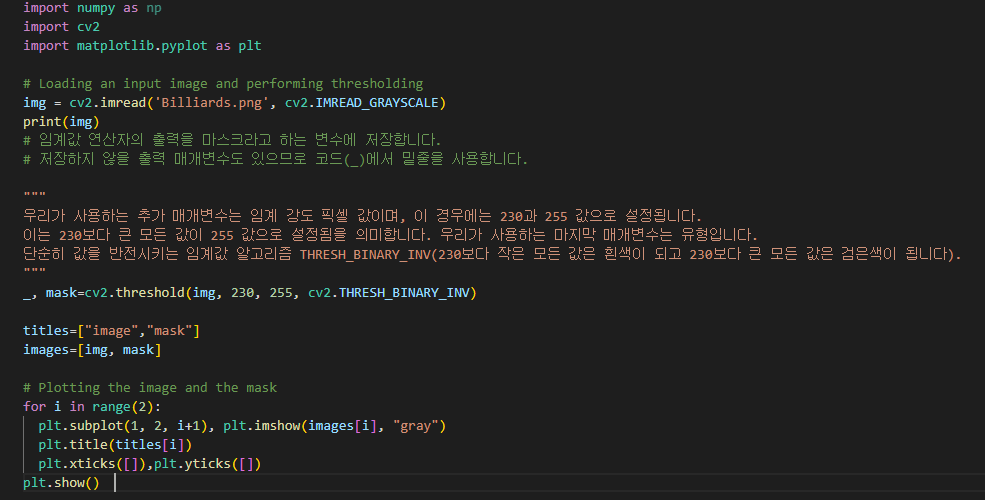 import numpy as np
import cv2
import matplotlib.pyplot as plt
# Loading an input image and performing thresholding
img = cv2.imread('Billiards.png', cv2.IMREAD_GRAYSCALE)
print(img)
# 임계값 연산자의 출력을 마스크라고 하는 변수에 저장합니다.
# 저장하지 않을 출력 매개변수도 있으므로 코드(_)에서 밑줄을 사용합니다.
"""
우리가 사용하는 추가 매개변수는 임계 강도 픽셀 값이며, 이 경우에는 230과 255 값으로 설정됩니다.
이는 230보다 큰 모든 값이 255 값으로 설정됨을 의미합니다. 우리가 사용하는 마지막 매개변수는 유형입니다.
단순히 값을 반전시키는 임계값 알고리즘 THRESH_BINARY_INV(230보다 작은 모든 값은 흰색이 되고 230보다 큰 모든 값은 검은색이 됩니다).
"""
_, mask=cv2.threshold(img, 230, 255, cv2.THRESH_BINARY_INV)
titles=["image","mask"]
images=[img, mask]
# Plotting the image and the mask
for i in range(2):
  plt.subplot(1, 2, i+1), plt.imshow(images[i], "gray")
  plt.title(titles[i])
  plt.xticks([]),plt.yticks([])
plt.show()